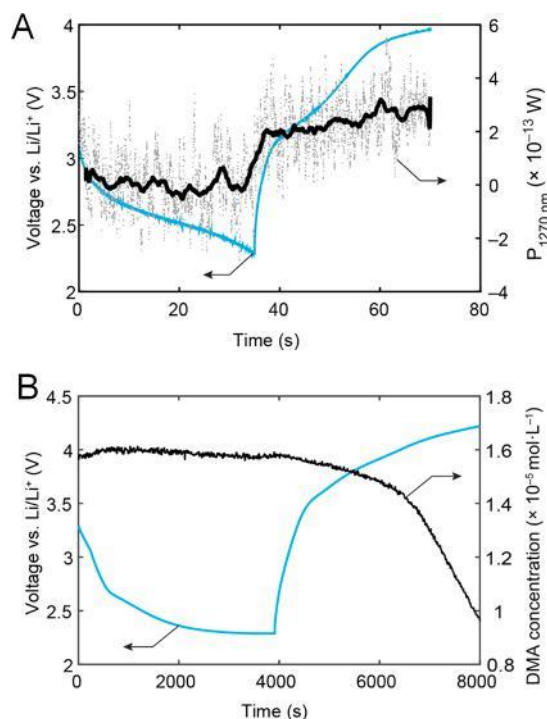 A
Voltage vs. Li/Li⁺ (V)
4
3.5
3
2.5
2
6
4
2
0
−2
−4
P₁₂₇₀ ₙₘ (× 10⁻¹³ W)
0 20 40 60 80
Time (s)
B
Voltage vs. Li/Li⁺ (V)
4.5
4
3.5
3
2.5
2
1.8
1.6
1.4
1.2
1
0.8
DMA concentration (× 10⁻⁵ mol·L⁻¹)
0 2000 4000 6000 8000
Time (s)